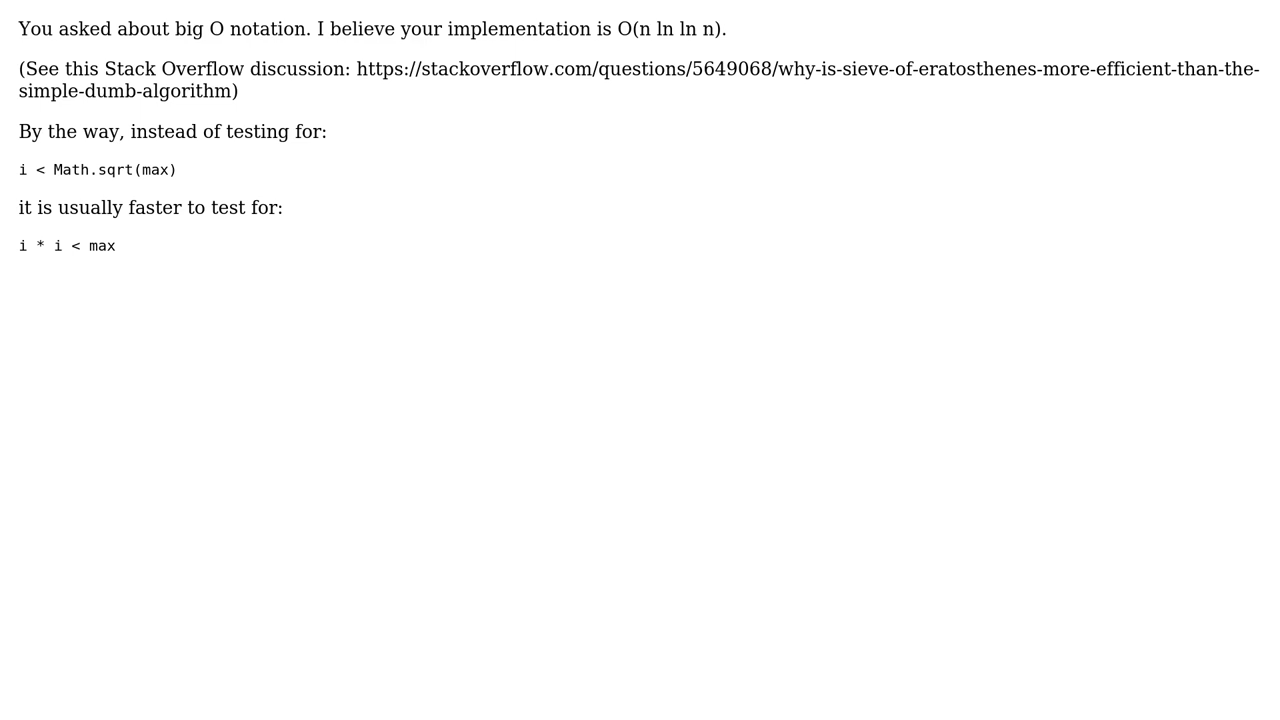 You asked about big O notation. I believe your implementation is O(n ln ln n).
(See this Stack Overflow discussion: https://stackoverflow.com/questions/5649068/why-is-sieve-of-eratosthenes-more-efficient-than-the-
simple-dumb-algorithm)
By the way, instead of testing for:
i < Math.sqrt(max)
it is usually faster to test for:
i * i < max